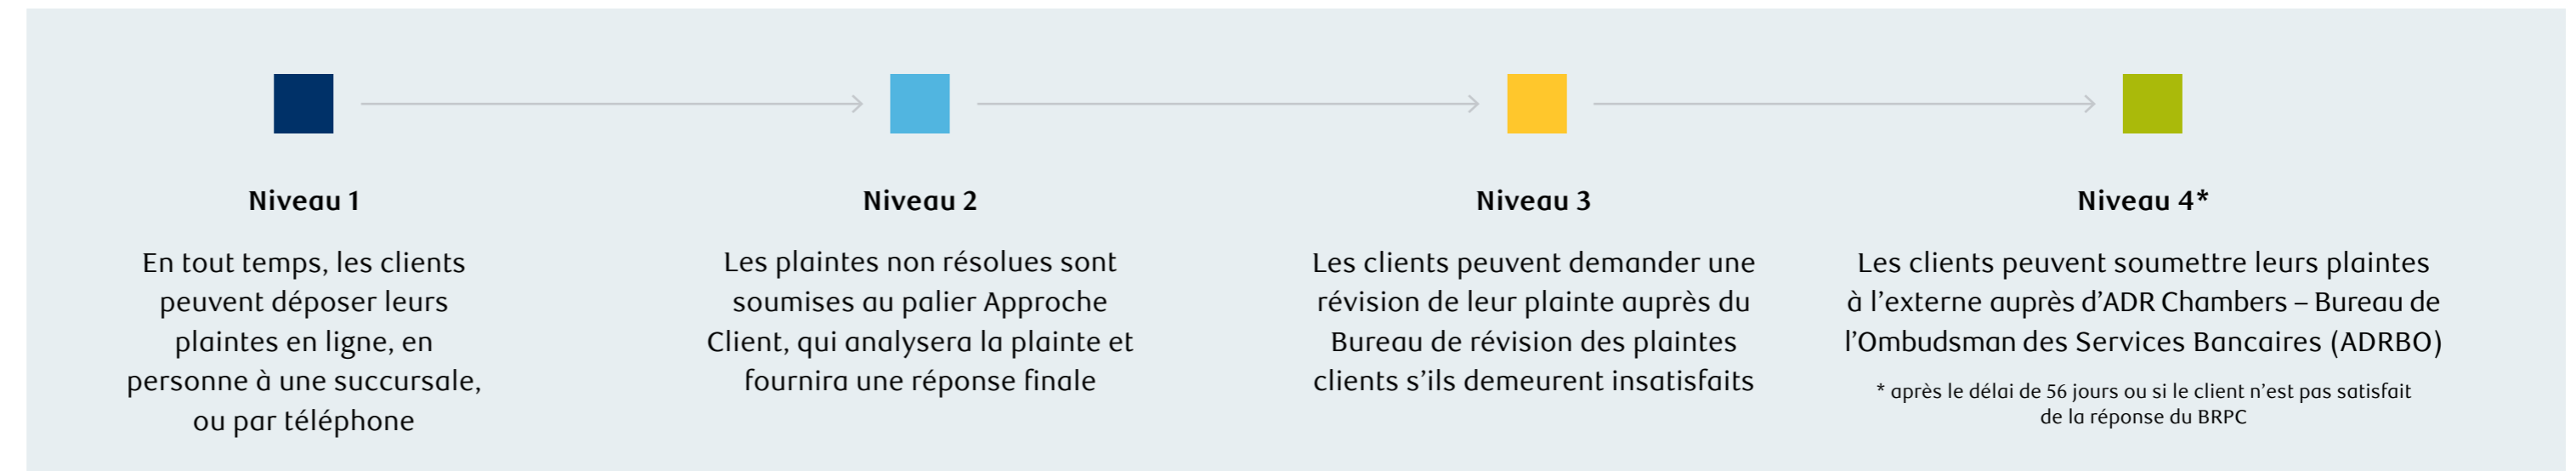 Niveau 1
En tout temps, les clients
peuvent déposer leurs
plaintes en ligne, en
personne à une succursale,
ou par téléphone
Niveau 2
Les plaintes non résolues sont
soumises au palier Approche
Client, qui analysera la plainte et
fournira une réponse finale
Niveau 3
Les clients peuvent demander une
révision de leur plainte auprès du
Bureau de révision des plaintes
clients s’ils demeurent insatisfaits
Niveau 4*
Les clients peuvent soumettre leurs plaintes
à l’externe auprès d’ADR Chambers – Bureau de
l’Ombudsman des Services Bancaires (ADRBO)
* après le délai de 56 jours ou si le client n’est pas satisfait
de la réponse du BRPC